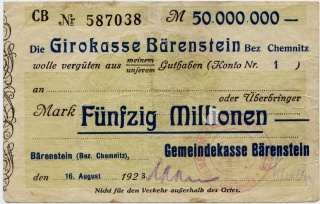 CB № 587038 M 50.000.000—
Die Girokasse Bärenstein Bez Chemnitz
wolle vergüten aus meinem unserem Guthaben (Konto Nr. 1 )
an
oder Überbringer
Mark Fünfzig Millionen —
Bärenstein (Bez. Chemnitz), Gemeindekasse Bärenstein
den 16. August 1923.
Nicht für den Verkehr außerhalb des Ortes.